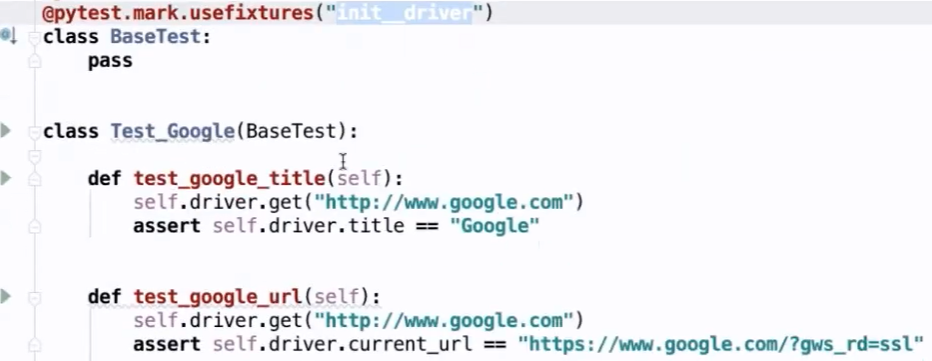 @pytest.mark.usefixtures("init__driver")
class BaseTest:
    pass
class Test_Google(BaseTest):
    def test_google_title(self):
        self.driver.get("http://www.google.com")
        assert self.driver.title == "Google"
    def test_google_url(self):
        self.driver.get("http://www.google.com")
        assert self.driver.current_url == "https://www.google.com/?gws_rd=ssl"